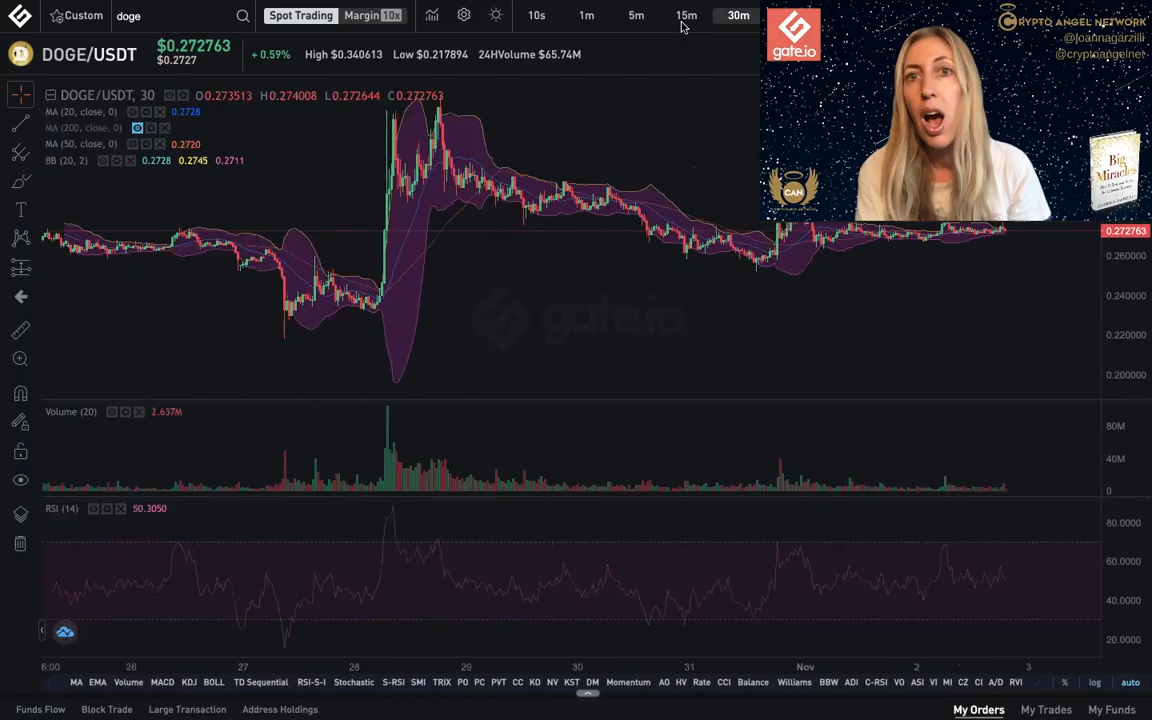 Custom doge Spot Trading Margin 10x 10s 1m 5m 15m 30m
gate.io
CRYPTO ANGEL NETWORK
@Joannagarzilli
@cryptoangelnet
DOGE/USDT $0.272763 + 0.59% High $0.340613 Low $0.217894 24HVolume $65.74M
$0.2727
DOGE/USDT, 30 O0.273513 H0.274008 L0.272644 C0.272763
MA (20, close, 0) 0.2728
MA (200, close, 0)
MA (50, close, 0) 0.2720
BB (20, 2) 0.2728 0.2745 0.2711
Big
Miracles
CAN
0.272763
0.260000
0.240000
gate.io
0.220000
0.200000
Volume (20) 2.637M
80M
40M
0
RSI (14) 50.3050
80.0000
60.0000
40.0000
20.0000
6:00 26 27 28 29 30 31 Nov 2 3
MA EMA Volume MACD KDJ BOLL TD Sequential RSI-S-I Stochastic S-RSI SMI TRIX PO PC PVT CC KO NV KST DM Momentum AO HV Rate CCI Balance Williams BBW ADI C-RSI VO ASI VI MI CZ CI A/D RVI % log auto
Funds Flow Block Trade Large Transaction Address Holdings My Orders My Trades My Funds